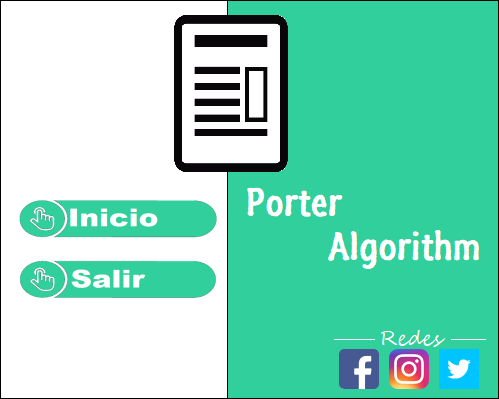 Inicio
Salir
Porter
Algorithm
Redes